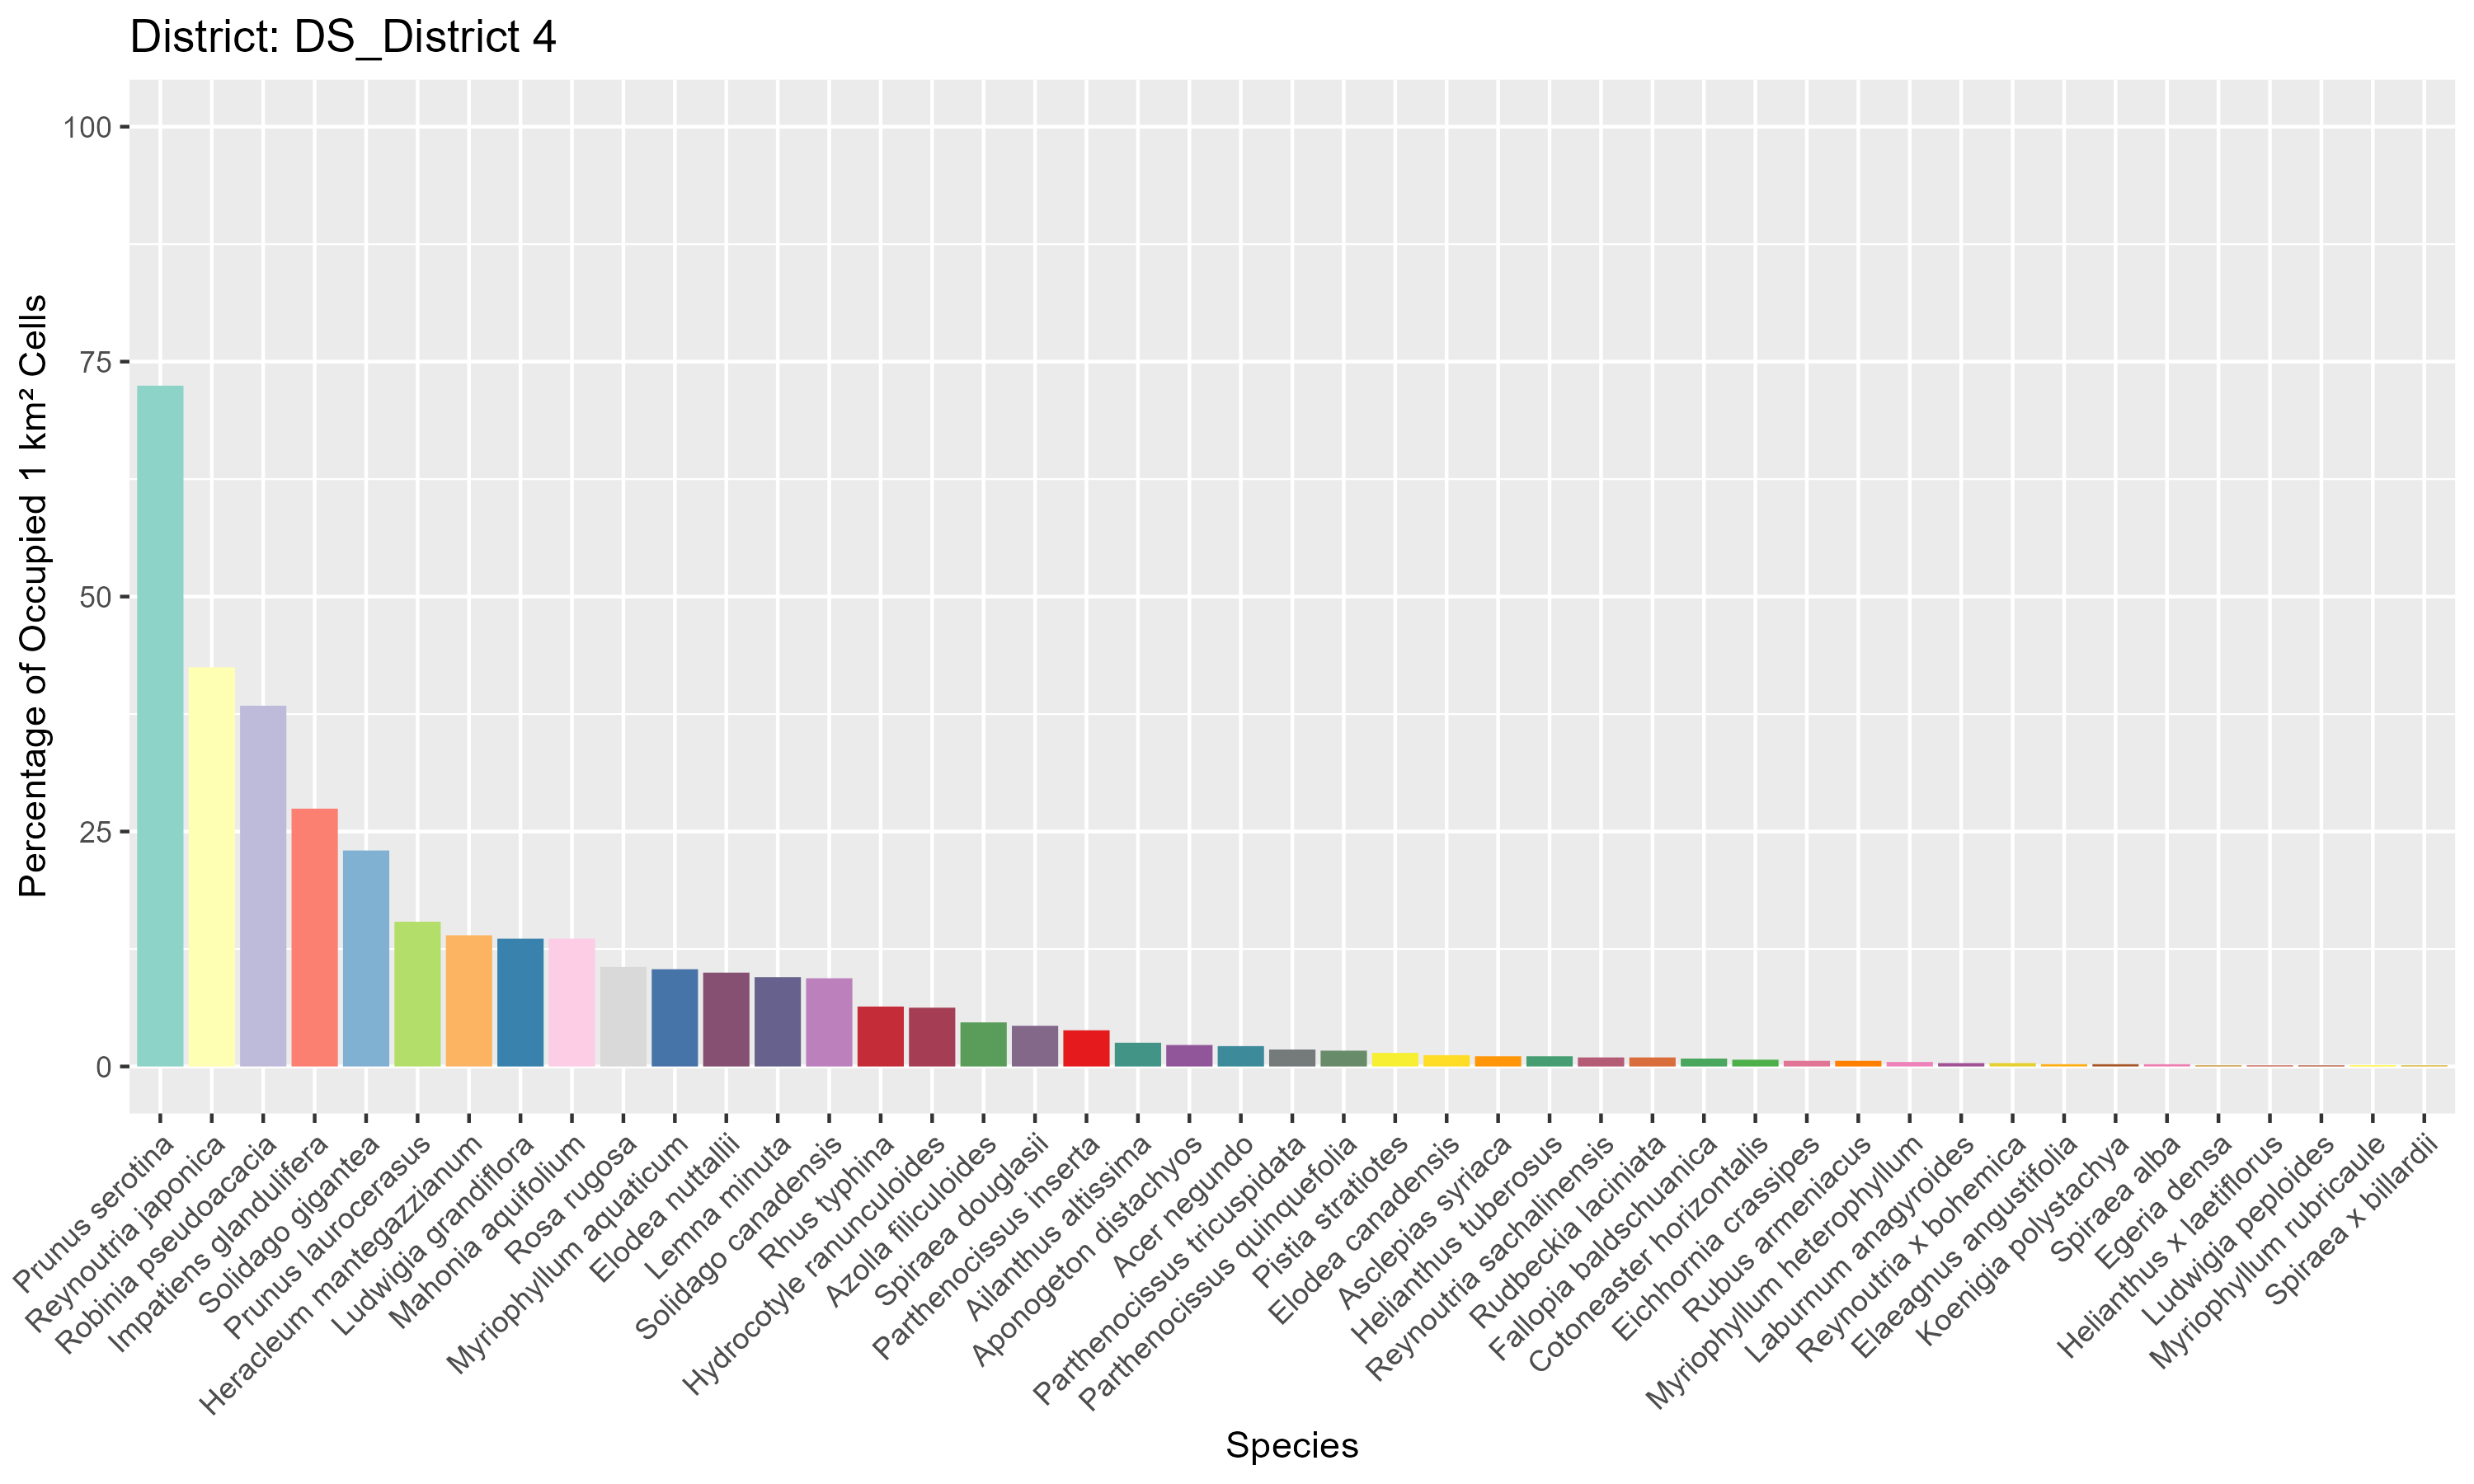 District: DS_District 4
Percentage of Occupied 1 km² Cells
100
75
50
25
0
Prunus serotina
Reynoutria japonica
Robinia pseudoacacia
Impatiens glandulifera
Solidago gigantea
Prunus laurocerasus
Heracleum mantegazzianum
Ludwigia grandiflora
Mahonia aquifolium
Rosa rugosa
Myriophyllum aquaticum
Elodea nuttallii
Lemna minuta
Solidago canadensis
Rhus typhina
Hydrocotyle ranunculoides
Azolla filiculoides
Spiraea douglasii
Parthenocissus inserta
Ailanthus altissima
Aponogeton distachyos
Acer negundo
Parthenocissus tricuspidata
Parthenocissus quinquefolia
Pistia stratiotes
Elodea canadensis
Asclepias syriaca
Helianthus tuberosus
Reynoutria sachalinensis
Rudbeckia laciniata
Fallopia baldschuanica
Cotoneaster horizontalis
Eichhornia crassipes
Rubus armeniacus
Myriophyllum heterophyllum
Laburnum anagyroides
Reynoutria x bohemica
Elaeagnus angustifolia
Koenigia polystachya
Spiraea alba
Egeria densa
Helianthus x laetiflorus
Ludwigia peploides
Myriophyllum rubricaule
Spiraea x billardii
Species